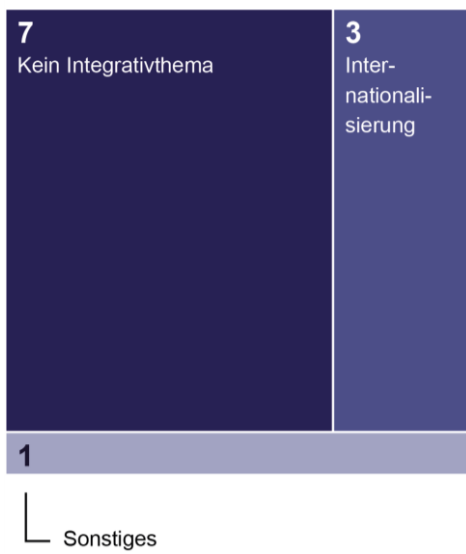 7
Kein Integrativthema
3
Inter-
nationali-
sierung
1
Sonstiges